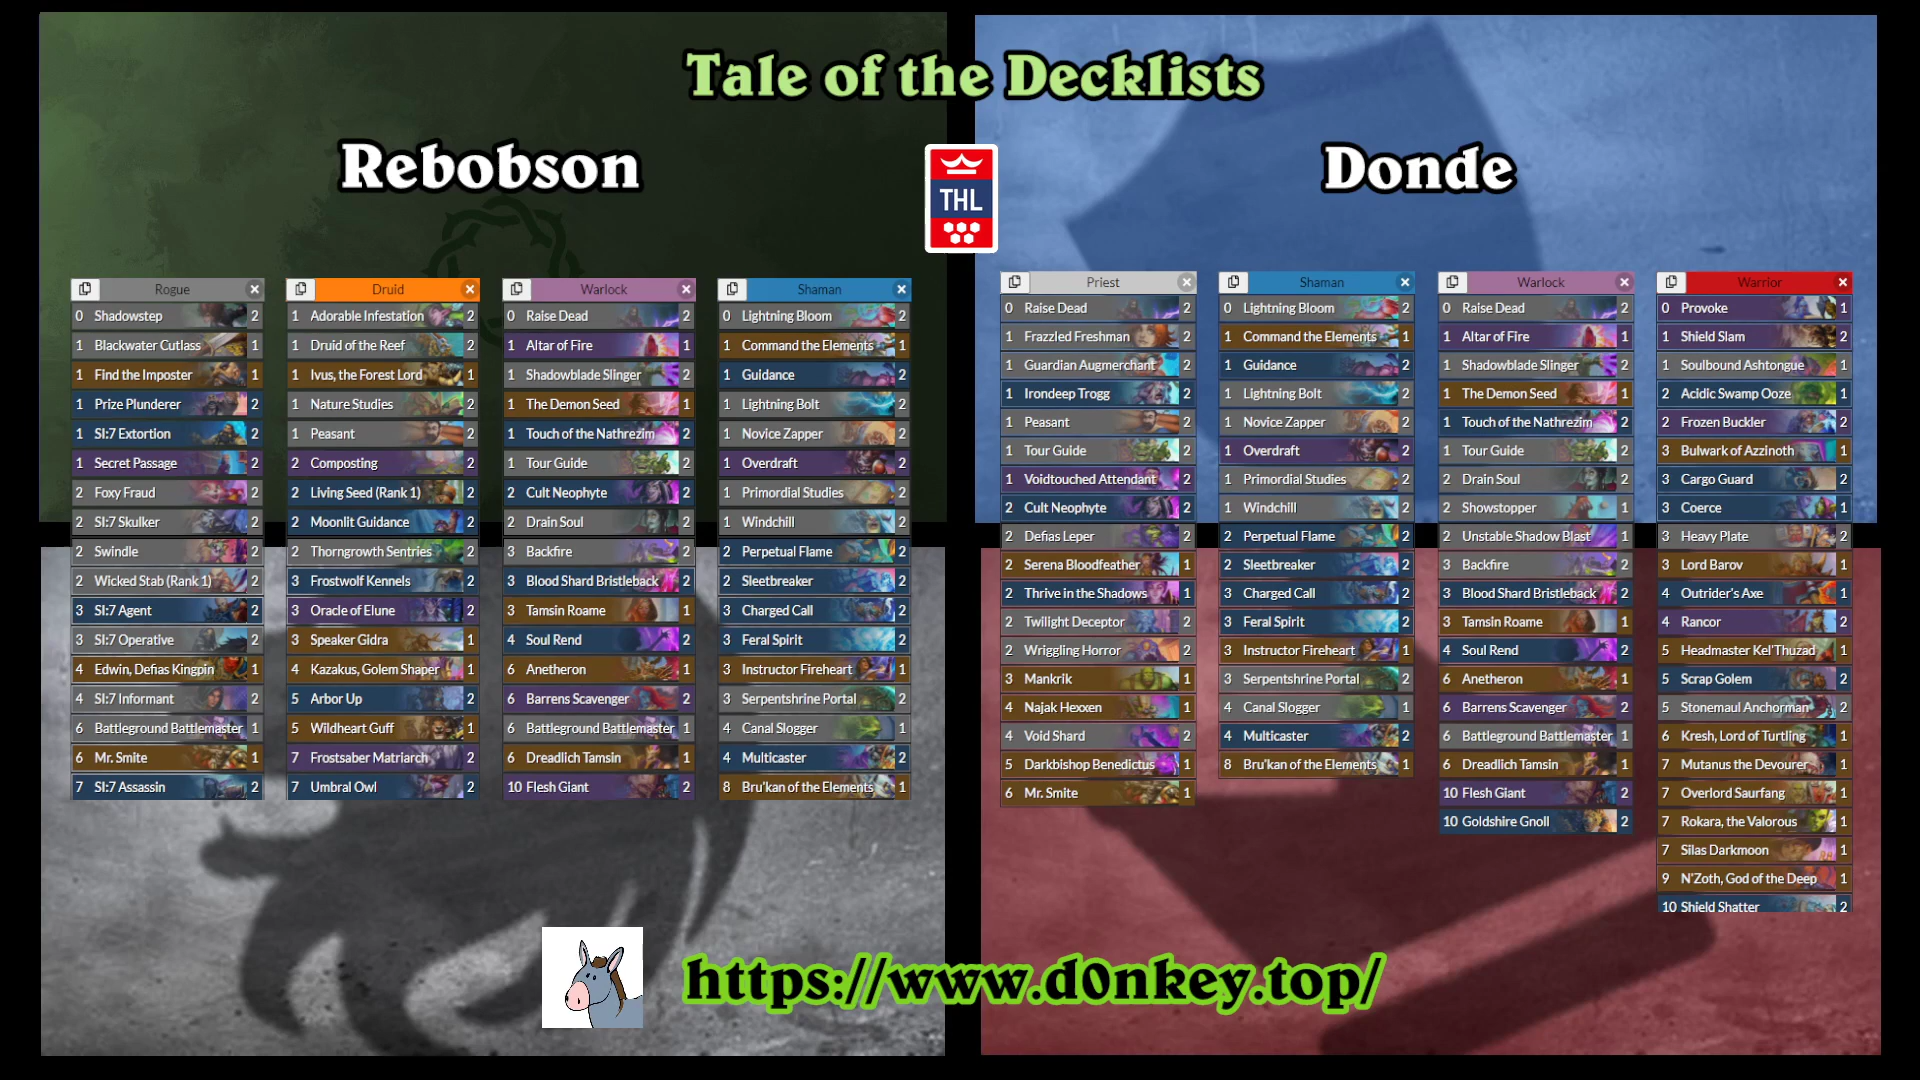 Tale of the Decklists
Rebobson
THL
Donde
Rogue
0 Shadowstep 2
1 Blackwater Cutlass 1
1 Find the Imposter 1
1 Prize Plunderer 2
1 SI:7 Extortion 2
1 Secret Passage 2
2 Foxy Fraud 2
2 SI:7 Skulker 2
2 Swindle 2
2 Wicked Stab (Rank 1) 2
3 SI:7 Agent 2
3 SI:7 Operative 2
4 Edwin, Defias Kingpin 1
4 SI:7 Informant 2
6 Battleground Battlemaster 1
6 Mr. Smite 1
7 SI:7 Assassin 2
Druid
1 Adorable Infestation 2
1 Druid of the Reef 2
1 Ivus, the Forest Lord 1
1 Nature Studies 2
1 Peasant 2
2 Composting 2
2 Living Seed (Rank 1) 2
2 Moonlit Guidance 2
2 Thorngrowth Sentries 2
3 Frostwolf Kennels 2
3 Oracle of Elune 2
3 Speaker Gidra 1
4 Kazakus, Golem Shaper 1
5 Arbor Up 2
5 Wildheart Guff 1
7 Frostsaber Matriarch 2
7 Umbral Owl 2
Warlock
0 Raise Dead 2
1 Altar of Fire 1
1 Shadowblade Slinger 2
1 The Demon Seed 1
1 Touch of the Nathrezim 2
1 Tour Guide 2
2 Cult Neophyte 2
2 Drain Soul 2
3 Backfire 2
3 Blood Shard Bristleback 2
3 Tamsin Roame 1
4 Soul Rend 2
6 Anetheron 1
6 Barrens Scavenger 2
6 Battleground Battlemaster 1
6 Dreadlich Tamsin 1
10 Flesh Giant 2
Shaman
0 Lightning Bloom 2
1 Command the Elements 1
1 Guidance 2
1 Lightning Bolt 2
1 Novice Zapper 2
1 Overdraft 2
1 Primordial Studies 2
1 Windchill 2
2 Perpetual Flame 2
2 Sleetbreaker 2
3 Charged Call 2
3 Feral Spirit 2
3 Instructor Fireheart 1
3 Serpentshrine Portal 2
4 Canal Slogger 1
4 Multicaster 2
8 Bru'kan of the Elements 1
Priest
0 Raise Dead 2
1 Frazzled Freshman 2
1 Guardian Augmerchant 2
1 Irondeep Trogg 2
1 Peasant 2
1 Tour Guide 2
1 Voidtouched Attendant 2
2 Cult Neophyte 2
2 Defias Leper 2
2 Serena Bloodfeather 1
2 Thrive in the Shadows 1
2 Twilight Deceptor 2
2 Wriggling Horror 2
3 Mankrik 1
4 Najak Hexxen 1
4 Void Shard 2
5 Darkbishop Benedictus 1
6 Mr. Smite 1
Shaman
0 Lightning Bloom 2
1 Command the Elements 1
1 Guidance 2
1 Lightning Bolt 2
1 Novice Zapper 2
1 Overdraft 2
1 Primordial Studies 2
1 Windchill 2
2 Perpetual Flame 2
2 Sleetbreaker 2
3 Charged Call 2
3 Feral Spirit 2
3 Instructor Fireheart 1
3 Serpentshrine Portal 2
4 Canal Slogger 1
4 Multicaster 2
8 Bru'kan of the Elements 1
Warlock
0 Raise Dead 2
1 Altar of Fire 1
1 Shadowblade Slinger 2
1 The Demon Seed 1
1 Touch of the Nathrezim 2
1 Tour Guide 2
2 Drain Soul 2
2 Showstopper 1
2 Unstable Shadow Blast 1
3 Backfire 2
3 Blood Shard Bristleback 2
3 Tamsin Roame 1
4 Soul Rend 2
6 Anetheron 1
6 Barrens Scavenger 2
6 Battleground Battlemaster 1
6 Dreadlich Tamsin 1
10 Flesh Giant 2
10 Goldshire Gnoll 2
Warrior
0 Provoke 1
1 Shield Slam 2
1 Soulbound Ashtongue 1
2 Acidic Swamp Ooze 1
2 Frozen Buckler 2
3 Bulwark of Azzinoth 1
3 Cargo Guard 2
3 Coerce 1
3 Heavy Plate 2
3 Lord Barov 1
4 Outrider's Axe 1
4 Rancor 2
5 Headmaster Kel'Thuzad 1
5 Scrap Golem 2
5 Stonemaul Anchorman 2
6 Kresh, Lord of Turtling 1
7 Mutanus the Devourer 1
7 Overlord Saurfang 1
7 Rokara, the Valorous 1
7 Silas Darkmoon 1
9 N'Zoth, God of the Deep 1
10 Shield Shatter 2
https://www.d0nkey.top/